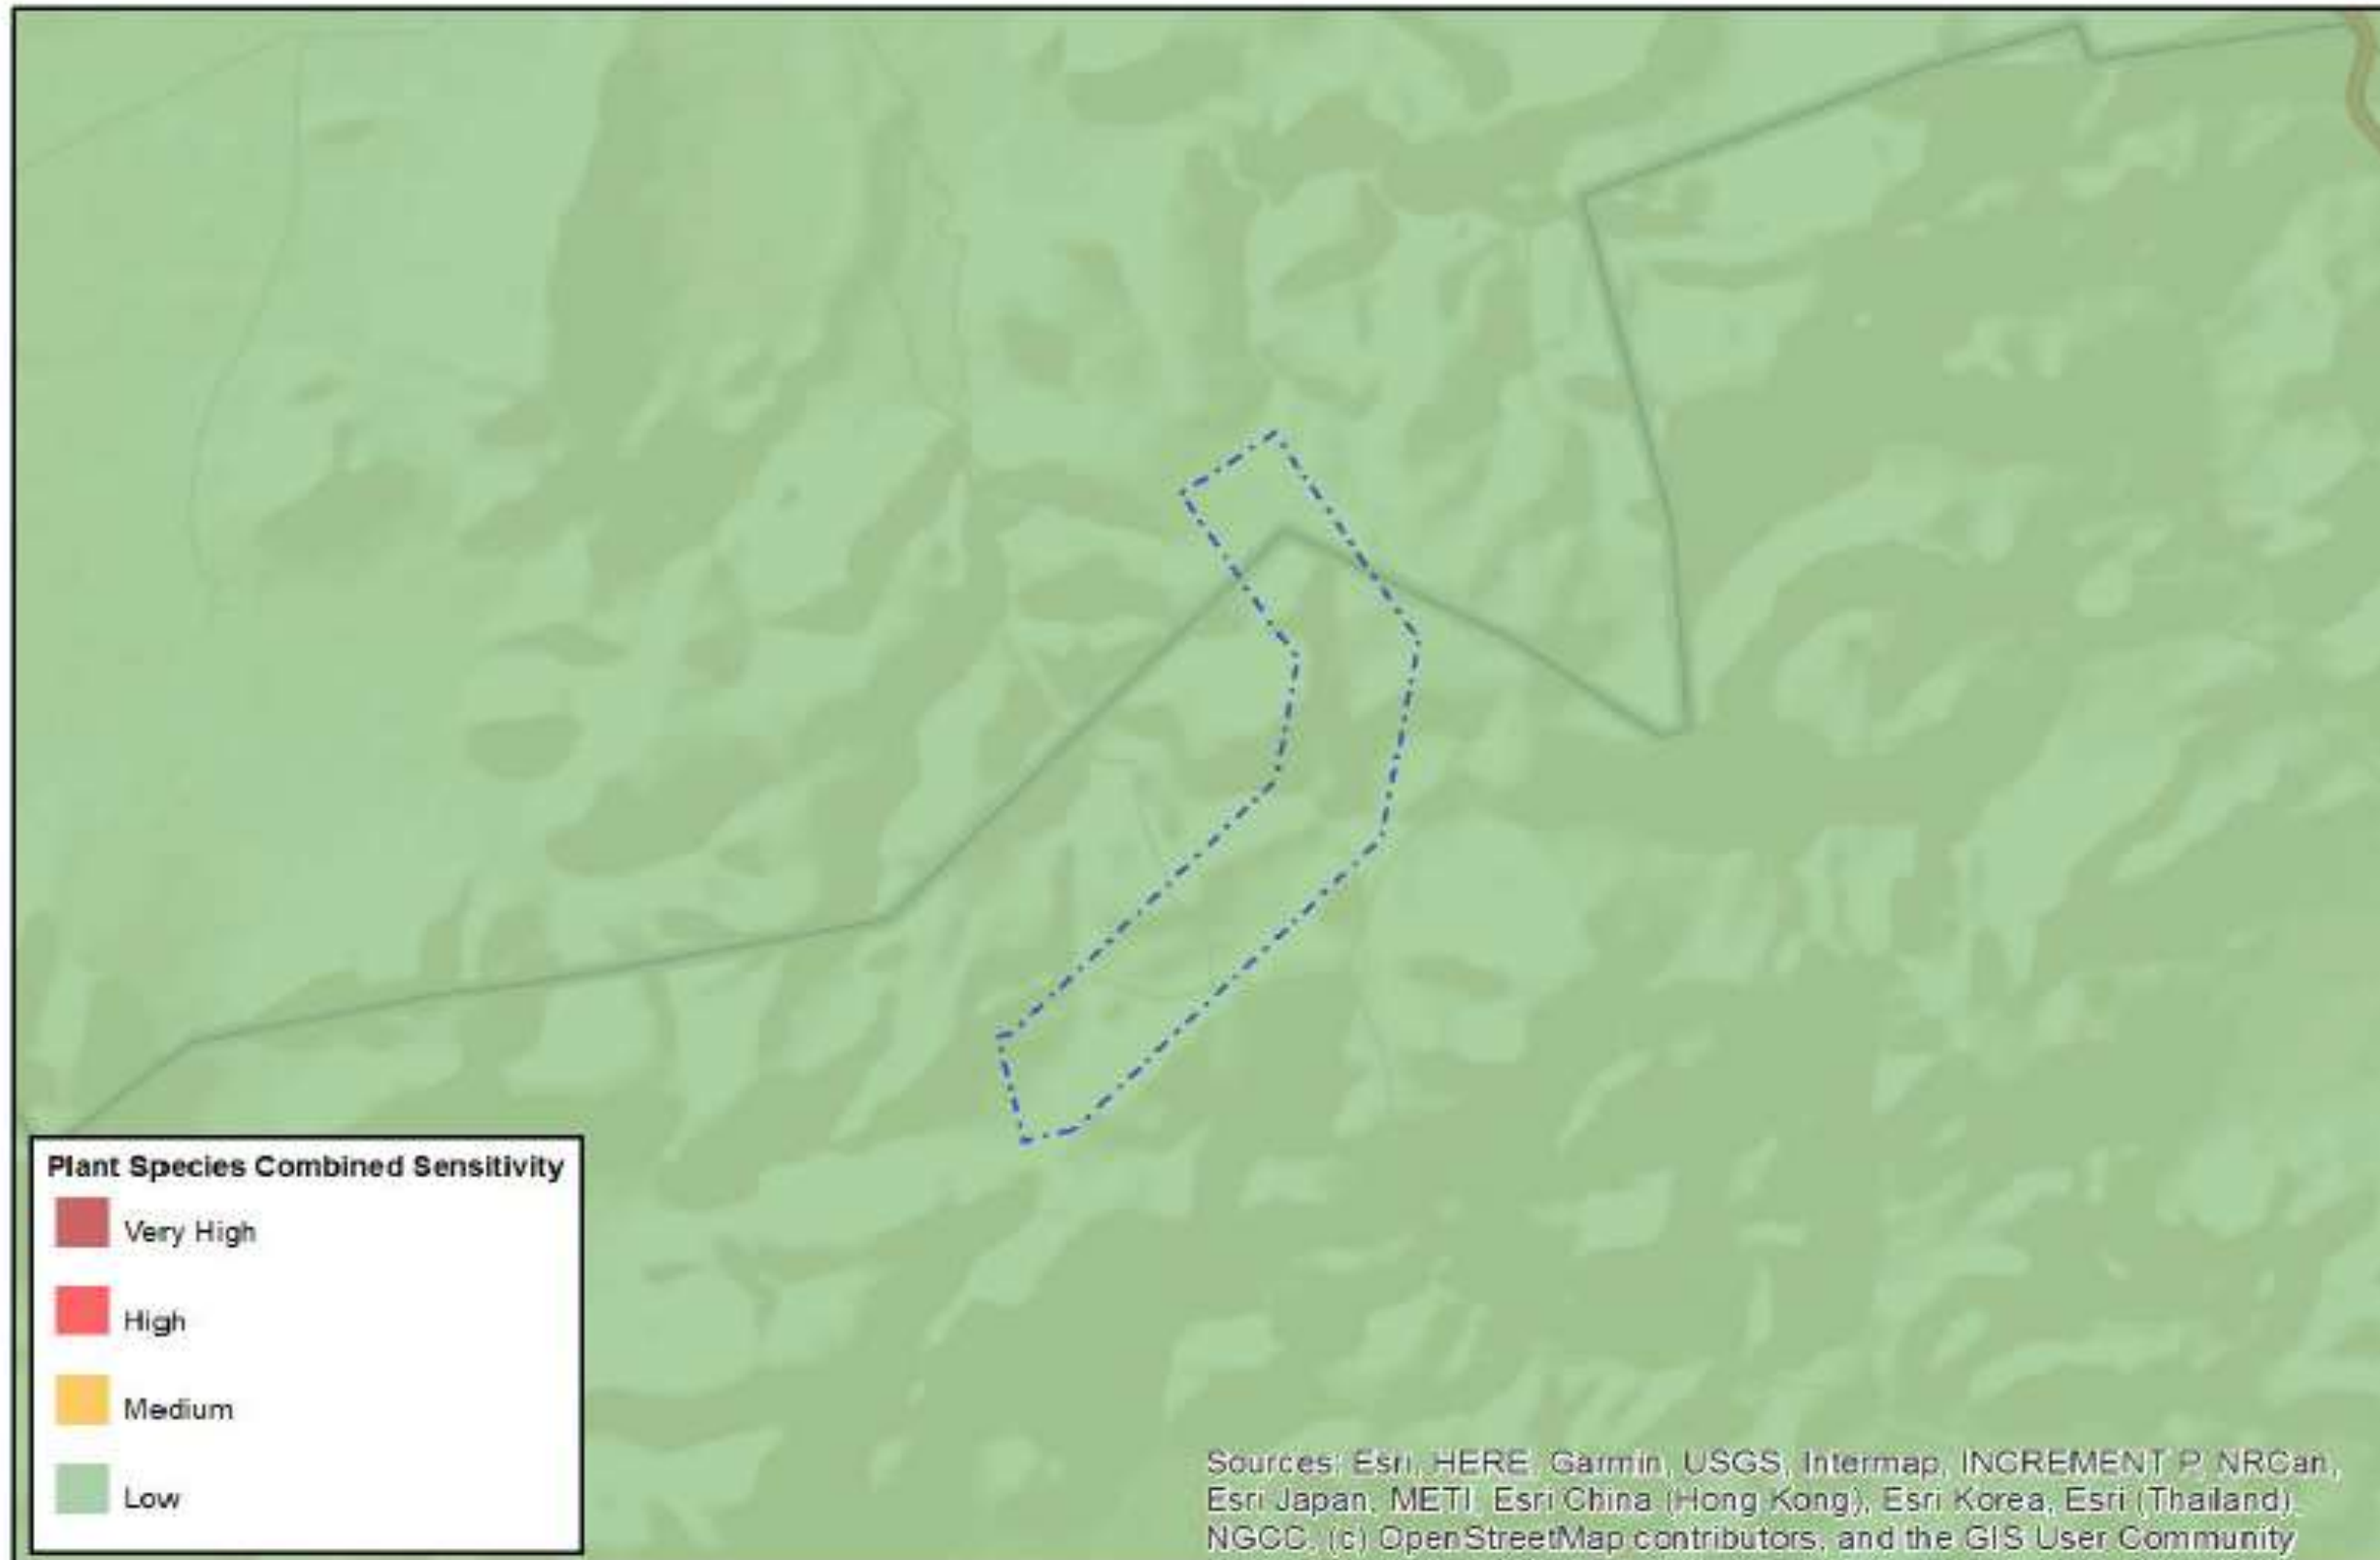 Plant Species Combined Sensitivity
Very High
High
Medium
Low
Sources: Esri, HERE, Garmin, USGS, Intermap, INCREMENT P, NRCan,
Esri Japan, METI, Esri China (Hong Kong), Esri Korea, Esri (Thailand),
NGCC, (c) OpenStreetMap contributors, and the GIS User Community